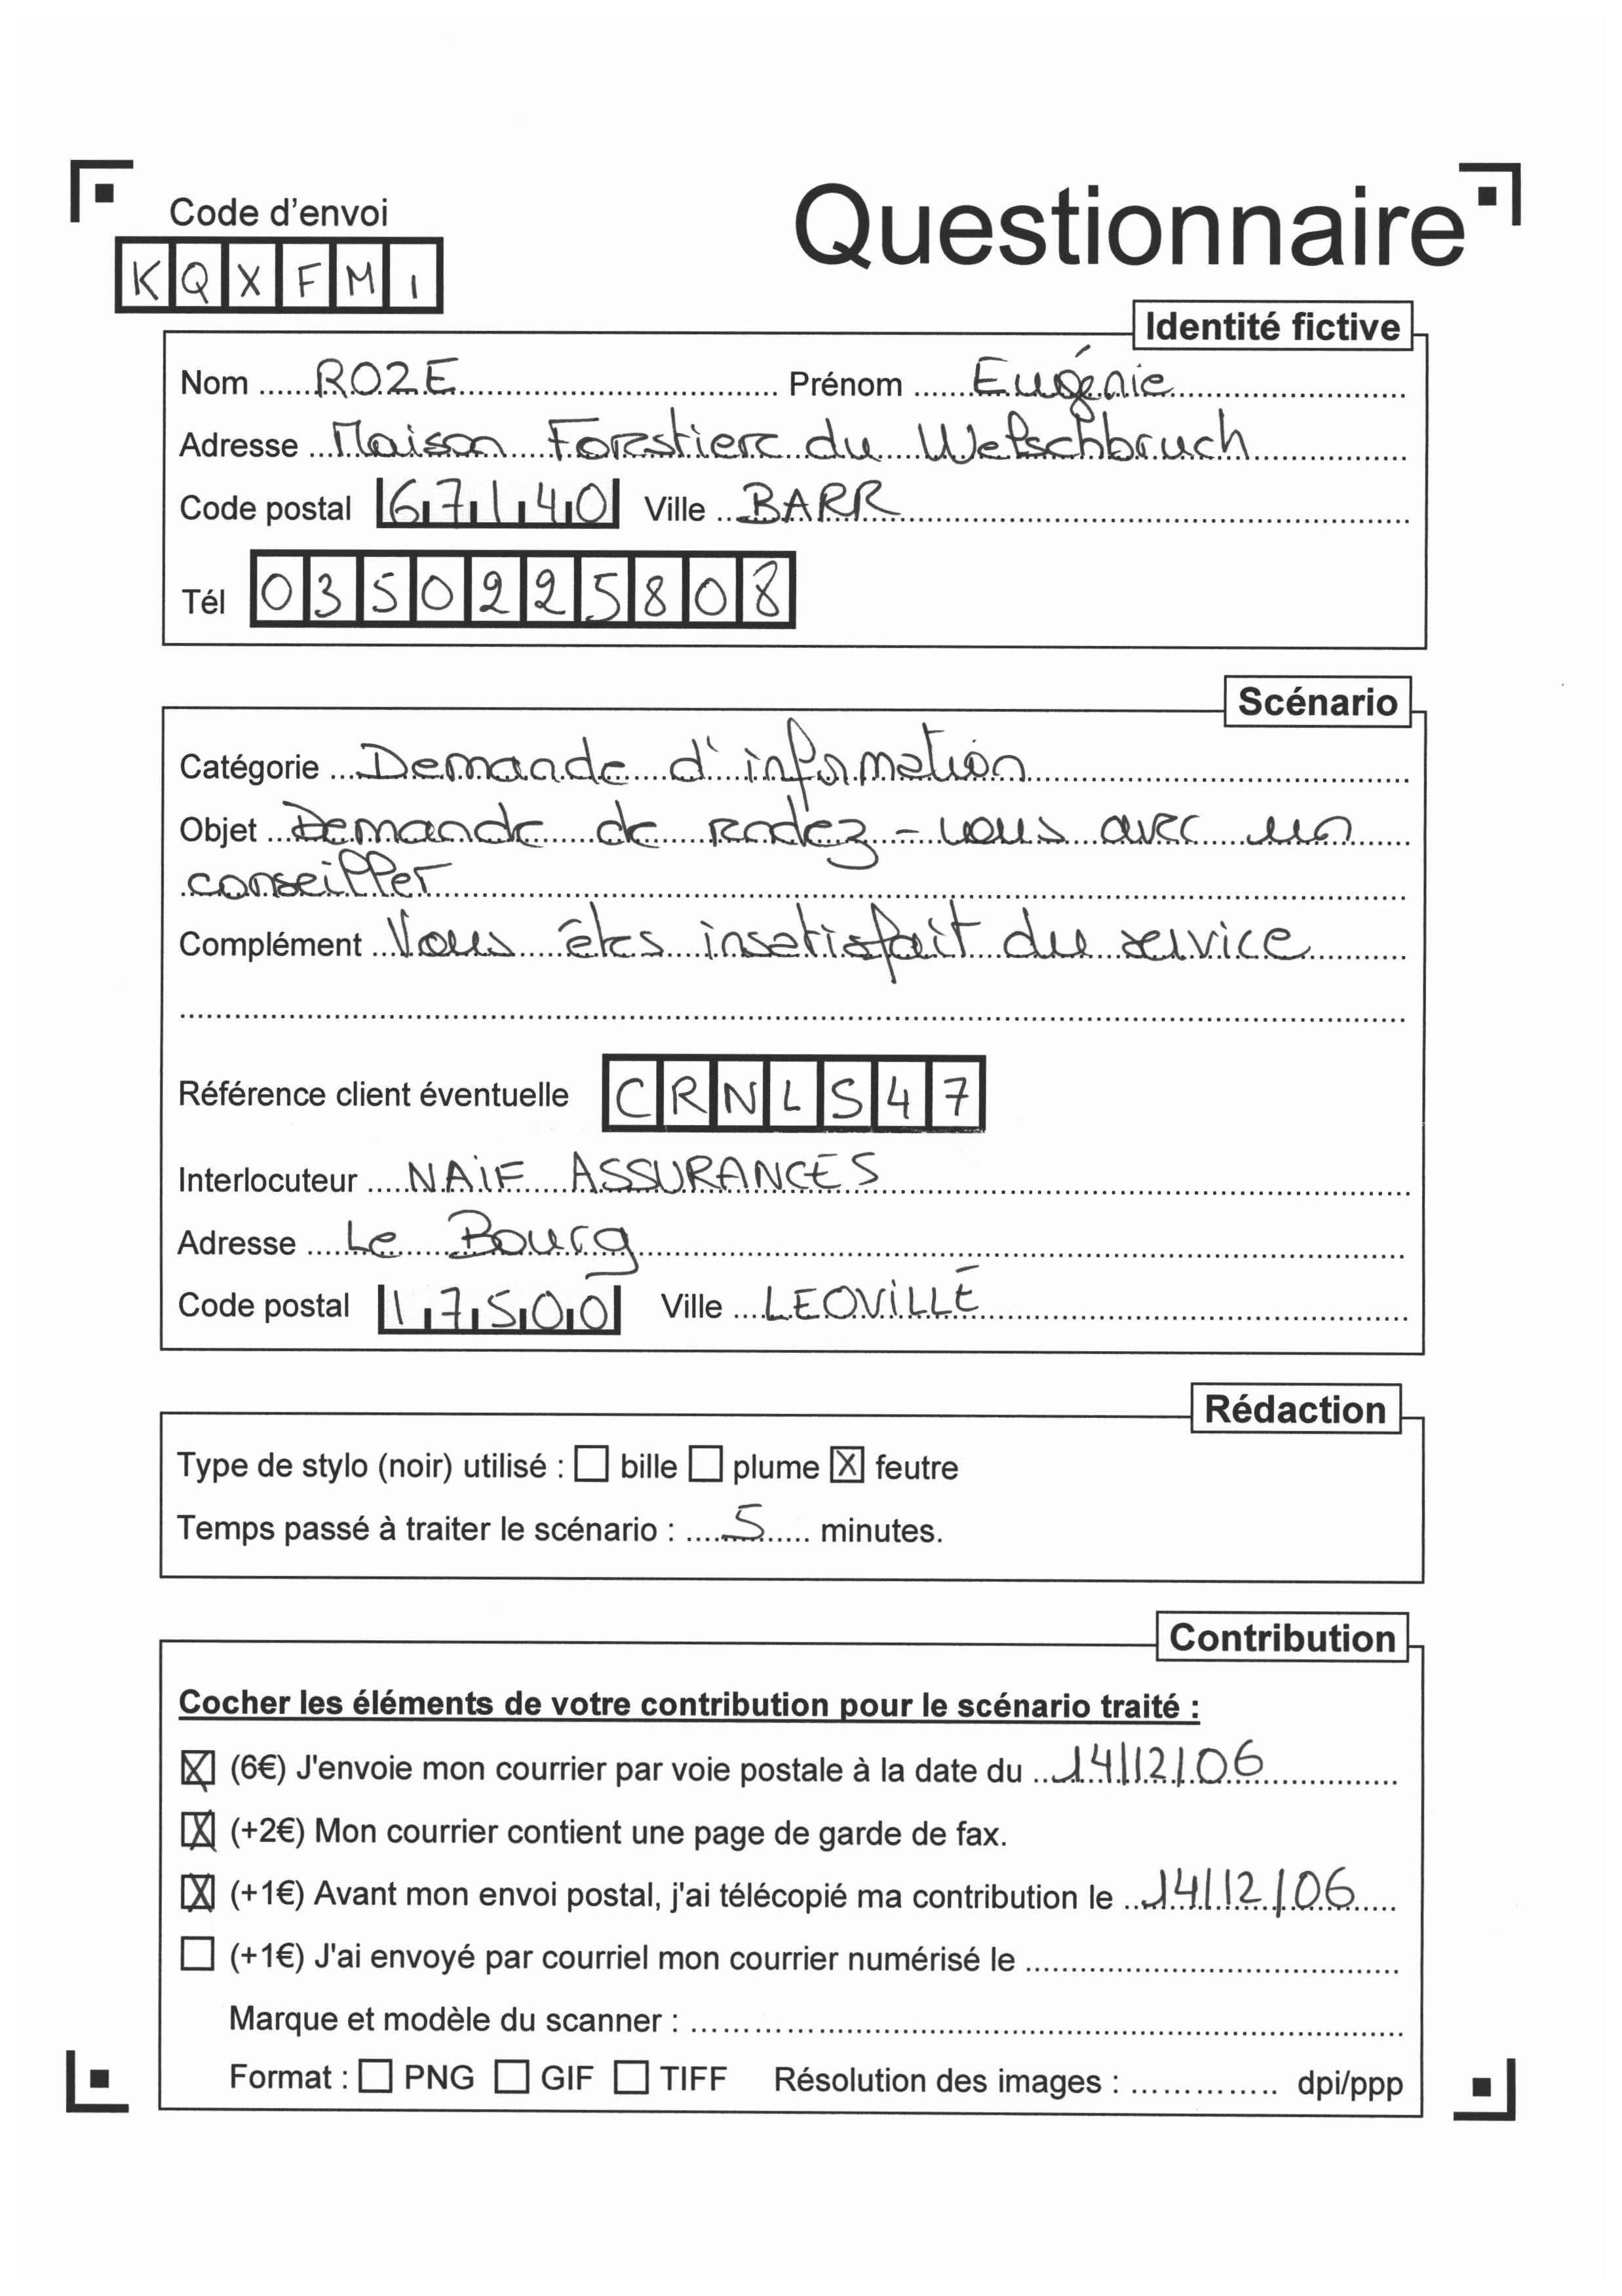 Code d'envoi
Questionnaire
KQXFM1
Identité fictive
Nom ROZE Prénom Eugénie
Adresse Maison Forestière du Welschbruch
Code postal 67140 Ville BARR
Tél 0350225808
Scénario
Catégorie Demande d'information
Objet Demande de rendez-vous avec un
conseiller
Complément Vous êtes insatisfait du service
Référence client éventuelle CRNLS47
Interlocuteur NAÏF ASSURANCES
Adresse Le Bourg
Code postal 17500 Ville LEOVILLE
Rédaction
Type de stylo (noir) utilisé : ☐ bille ☐ plume ☒ feutre
Temps passé à traiter le scénario : 5 minutes.
Contribution
Cocher les éléments de votre contribution pour le scénario traité :
☒ (6€) J'envoie mon courrier par voie postale à la date du 14/12/06
☒ (+2€) Mon courrier contient une page de garde de fax.
☒ (+1€) Avant mon envoi postal, j'ai télécopié ma contribution le 14/12/06
☐ (+1€) J'ai envoyé par courriel mon courrier numérisé le
Marque et modèle du scanner :
Format : ☐ PNG ☐ GIF ☐ TIFF Résolution des images : dpi/ppp